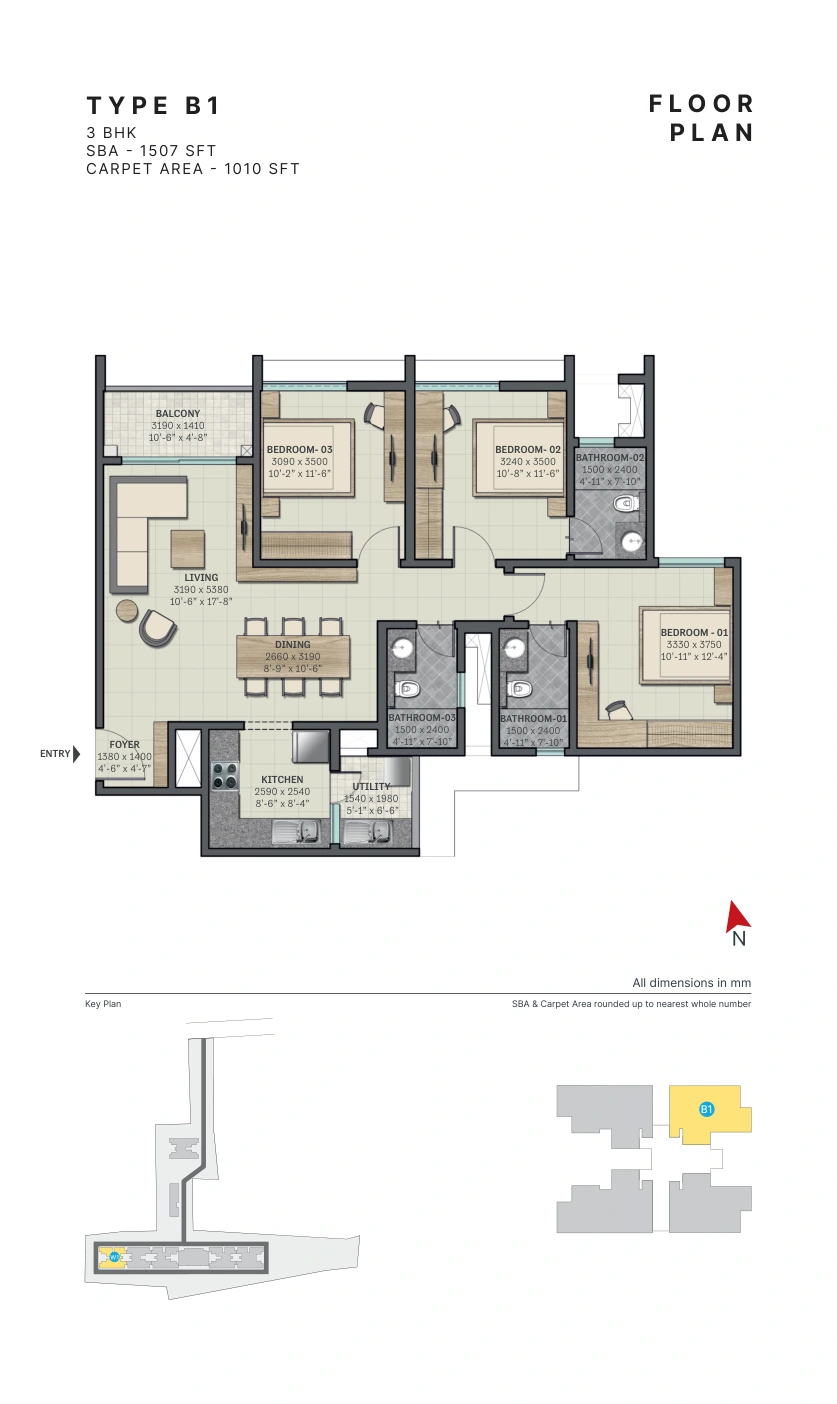 TYPE B1
3 BHK
SBA - 1507 SFT
CARPET AREA - 1010 SFT
FLOOR
PLAN
BALCONY
3190 x 1410
10'-6" x 4'-8"
BEDROOM- 03
3090 x 3500
10'-2" x 11'-6"
BEDROOM- 02
3240 x 3500
10'-8" x 11'-6"
BATHROOM-02
1500 x 2400
4'-11" x 7'-10"
LIVING
3190 x 5380
10'-6" x 17'-8"
DINING
2660 x 3190
8'-9" x 10'-6"
BEDROOM - 01
3330 x 3750
10'-11" x 12'-4"
BATHROOM-03
1500 x 2400
4'-11" x 7'-10"
BATHROOM-01
1500 x 2400
4'-11" x 7'-10"
ENTRY
FOYER
1380 x 1400
4'-6" x 4'-7"
KITCHEN
2590 x 2540
8'-6" x 8'-4"
UTILITY
1540 x 1980
5'-1" x 6'-6"
N
All dimensions in mm
Key Plan
SBA & Carpet Area rounded up to nearest whole number
B1